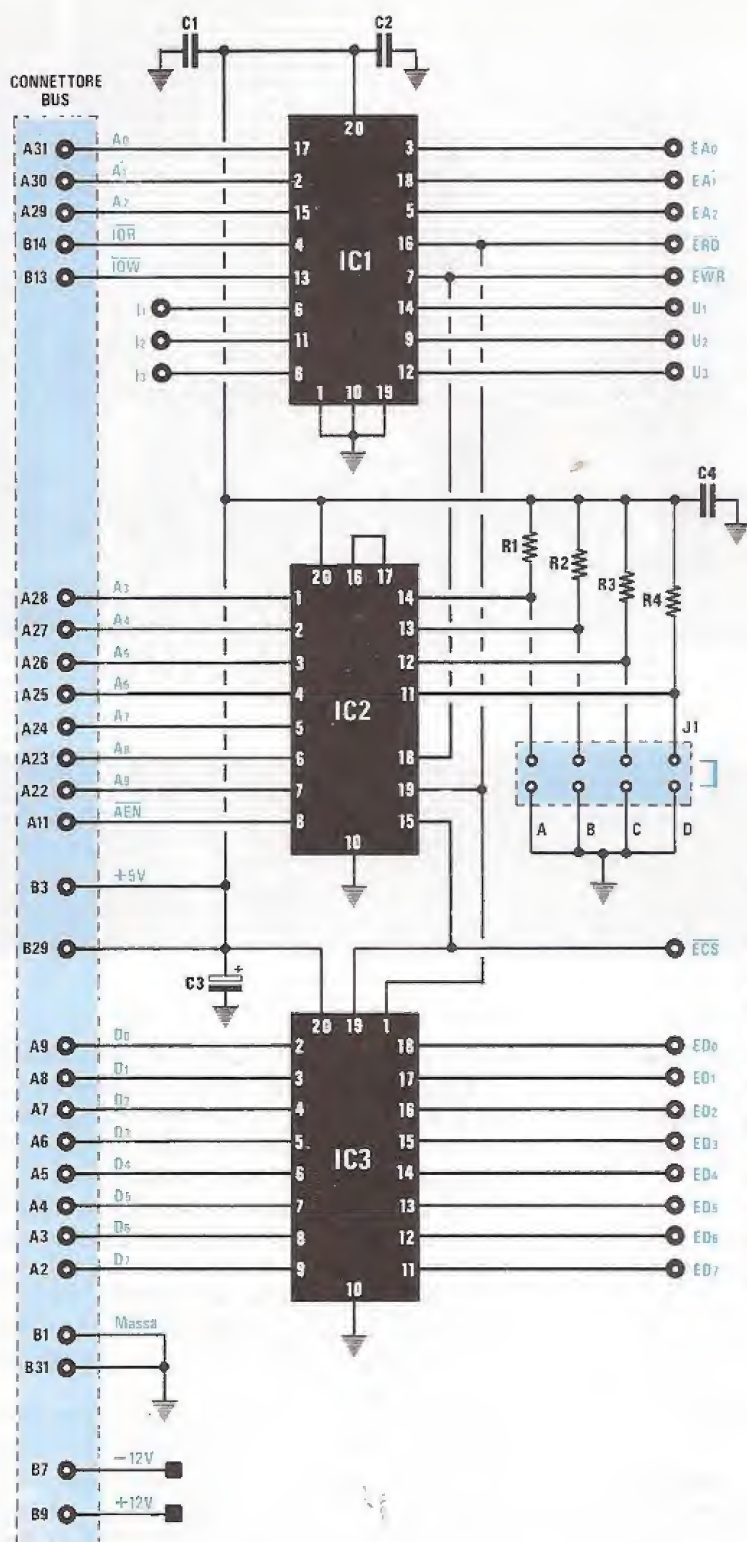 C1
C2
CONNETTORE
BUS
20
A31 A0 17 3 EA0
A30 A1 2 18 EA1
A29 A2 15 5 EA2
B14 IOR 4 16 ERD
IC1
B13 IOW 13 7 EWR
I1 6 14 U1
I2 11 9 U2
I3 8 12 U3
1 10 19
C4
R1 R2 R3 R4
20 16 17
A28 A3 1 14
A27 A4 2 13
A26 A5 3 12
A25 A6 4 11
IC2
J1
A24 A7 5
A23 A8 6 18
A22 A9 7 19
A11 AEN 8 15
A B C D
10
B3 +5V
B29 ECS
C3 +
20 19 1
A9 D0 2 18 ED0
A8 D1 3 17 ED1
A7 D2 4 16 ED2
A6 D3 5 15 ED3
IC3
A5 D4 6 14 ED4
A4 D5 7 13 ED5
A3 D6 8 12 ED6
A2 D7 9 11 ED7
10
B1 Massa
B31
B7 -12V
B9 +12V